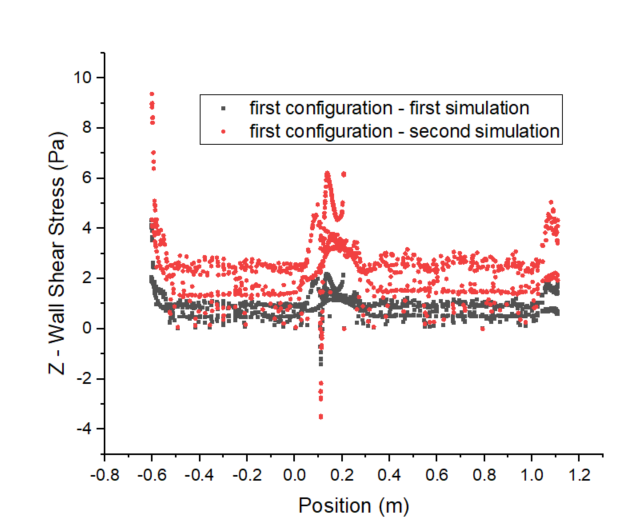 10
8
6
4
2
0
-2
-4
Z - Wall Shear Stress (Pa)
first configuration - first simulation
first configuration - second simulation
-0.8 -0.6 -0.4 -0.2 0.0 0.2 0.4 0.6 0.8 1.0 1.2
Position (m)